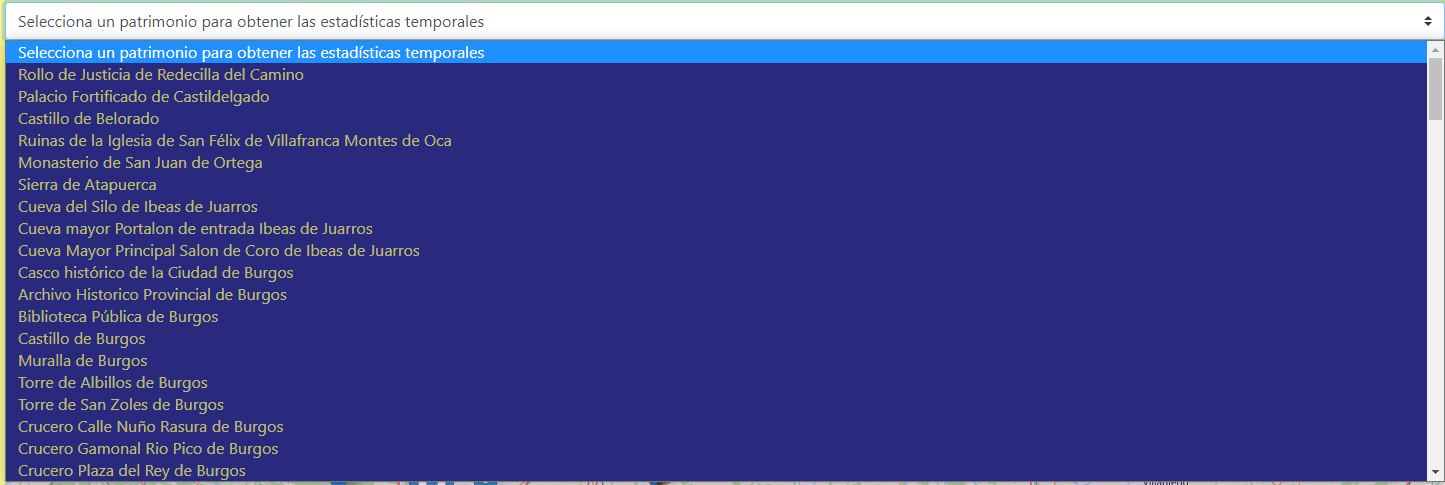 Selecciona un patrimonio para obtener las estadísticas temporales
Selecciona un patrimonio para obtener las estadísticas temporales
Rollo de Justicia de Redecilla del Camino
Palacio Fortificado de Castildelgado
Castillo de Belorado
Ruinas de la Iglesia de San Félix de Villafranca Montes de Oca
Monasterio de San Juan de Ortega
Sierra de Atapuerca
Cueva del Silo de Ibeas de Juarros
Cueva mayor Portalon de entrada Ibeas de Juarros
Cueva Mayor Principal Salon de Coro de Ibeas de Juarros
Casco histórico de la Ciudad de Burgos
Archivo Historico Provincial de Burgos
Biblioteca Pública de Burgos
Castillo de Burgos
Muralla de Burgos
Torre de Albillos de Burgos
Torre de San Zoles de Burgos
Crucero Calle Nuño Rasura de Burgos
Crucero Gamonal Rio Pico de Burgos
Crucero Plaza del Rey de Burgos